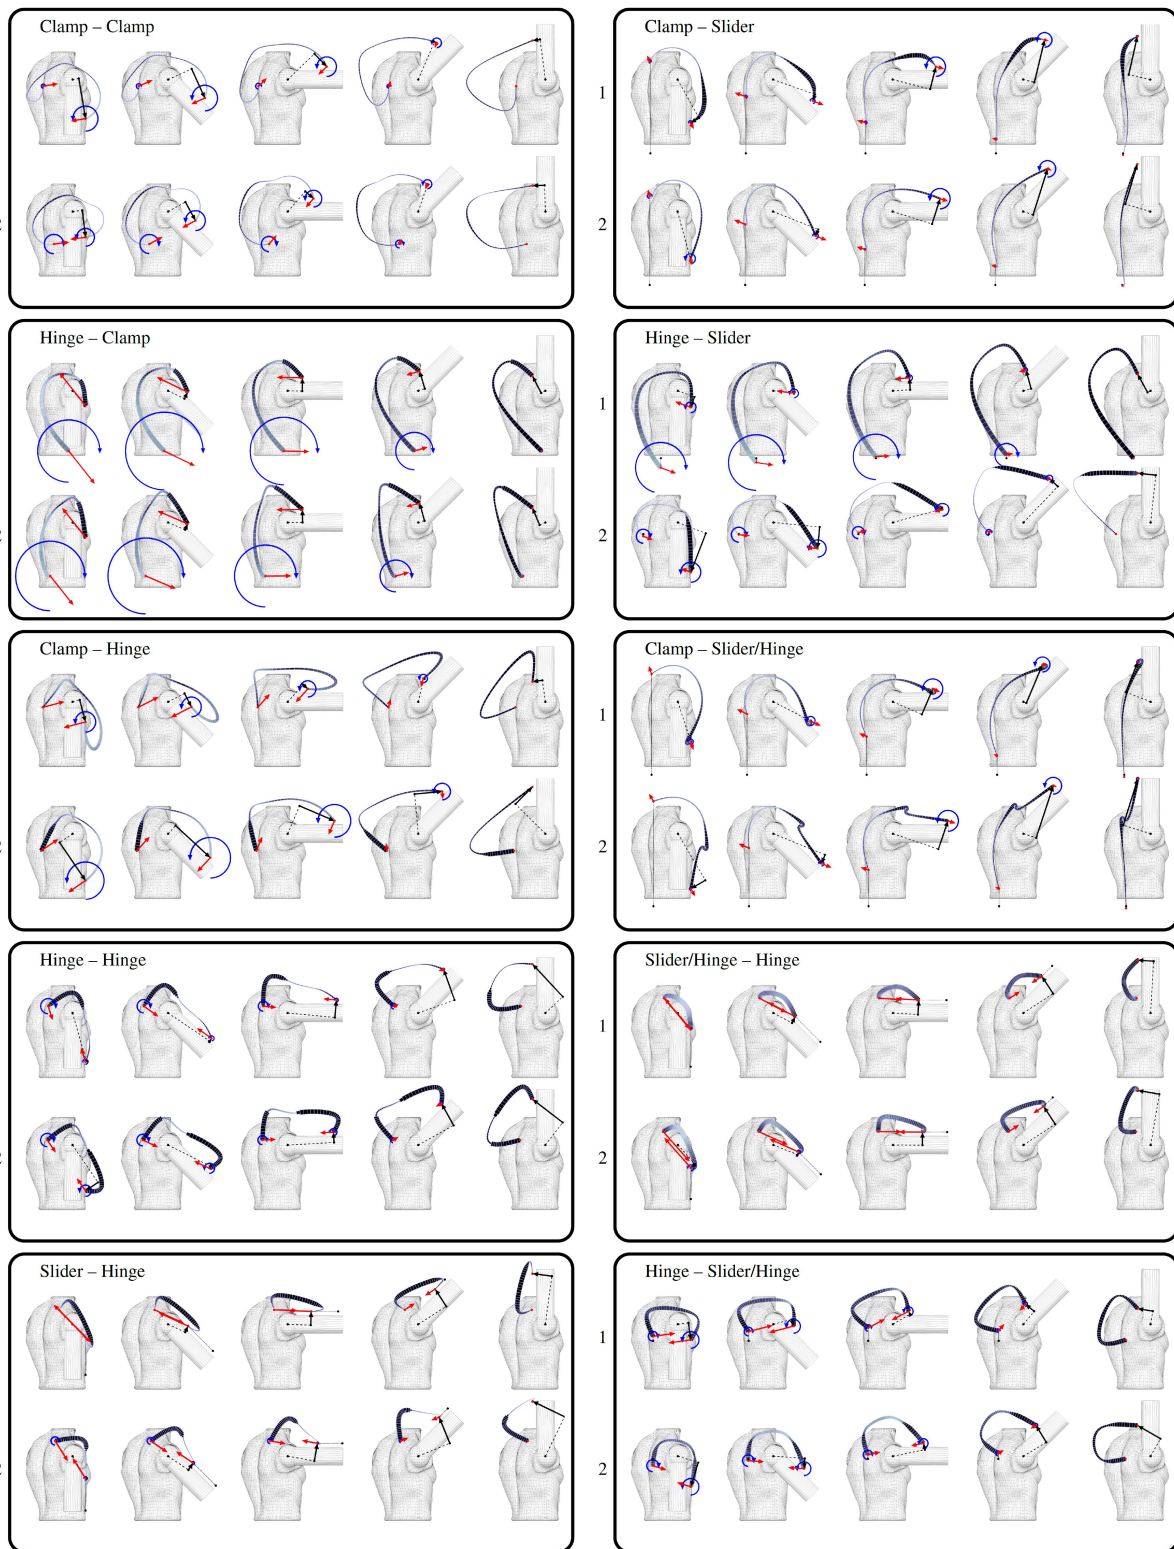 Clamp – Clamp
Clamp – Slider
1
2
Hinge – Clamp
Hinge – Slider
1
2
Clamp – Hinge
Clamp – Slider/Hinge
1
2
Hinge – Hinge
Slider/Hinge – Hinge
1
2
Slider – Hinge
Hinge – Slider/Hinge
1
2